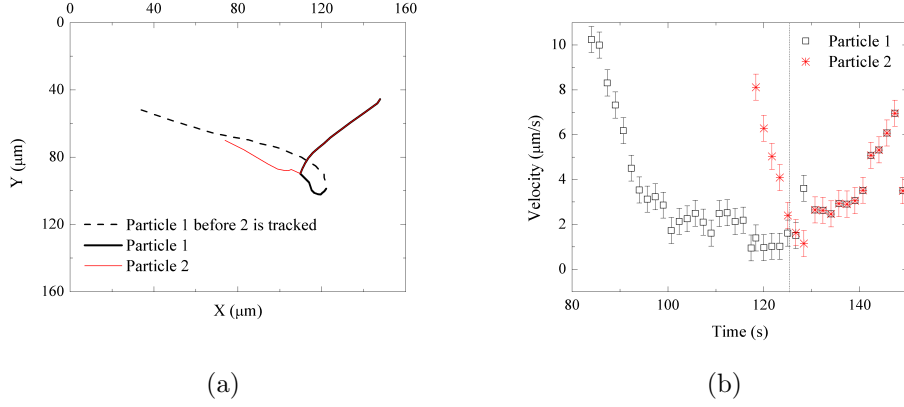 0 40 80 120 160
0
40
80
120
160
Y (μm)
Particle 1 before 2 is tracked
Particle 1
Particle 2
X (μm)
(a)
10
8
6
4
2
0
Velocity (μm/s)
Particle 1
Particle 2
80 100 120 140
Time (s)
(b)